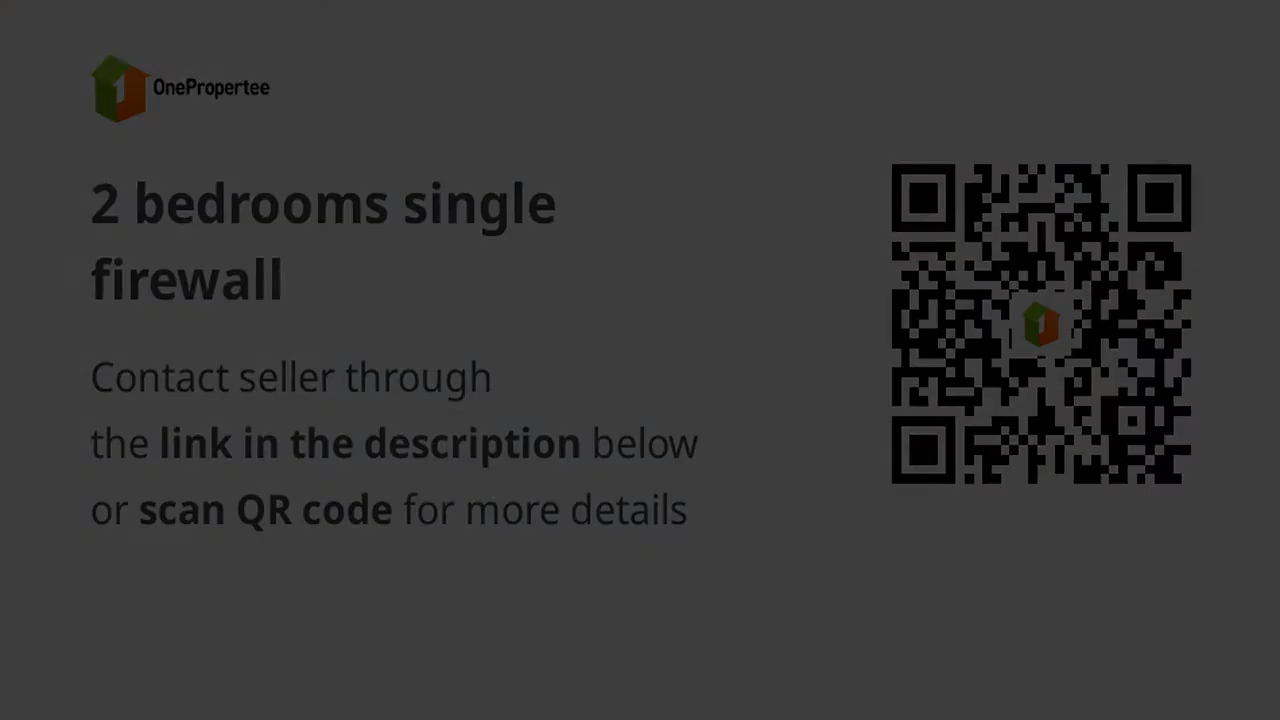 OnePropertee
2 bedrooms single
firewall
Contact seller through
the link in the description below
or scan QR code for more details